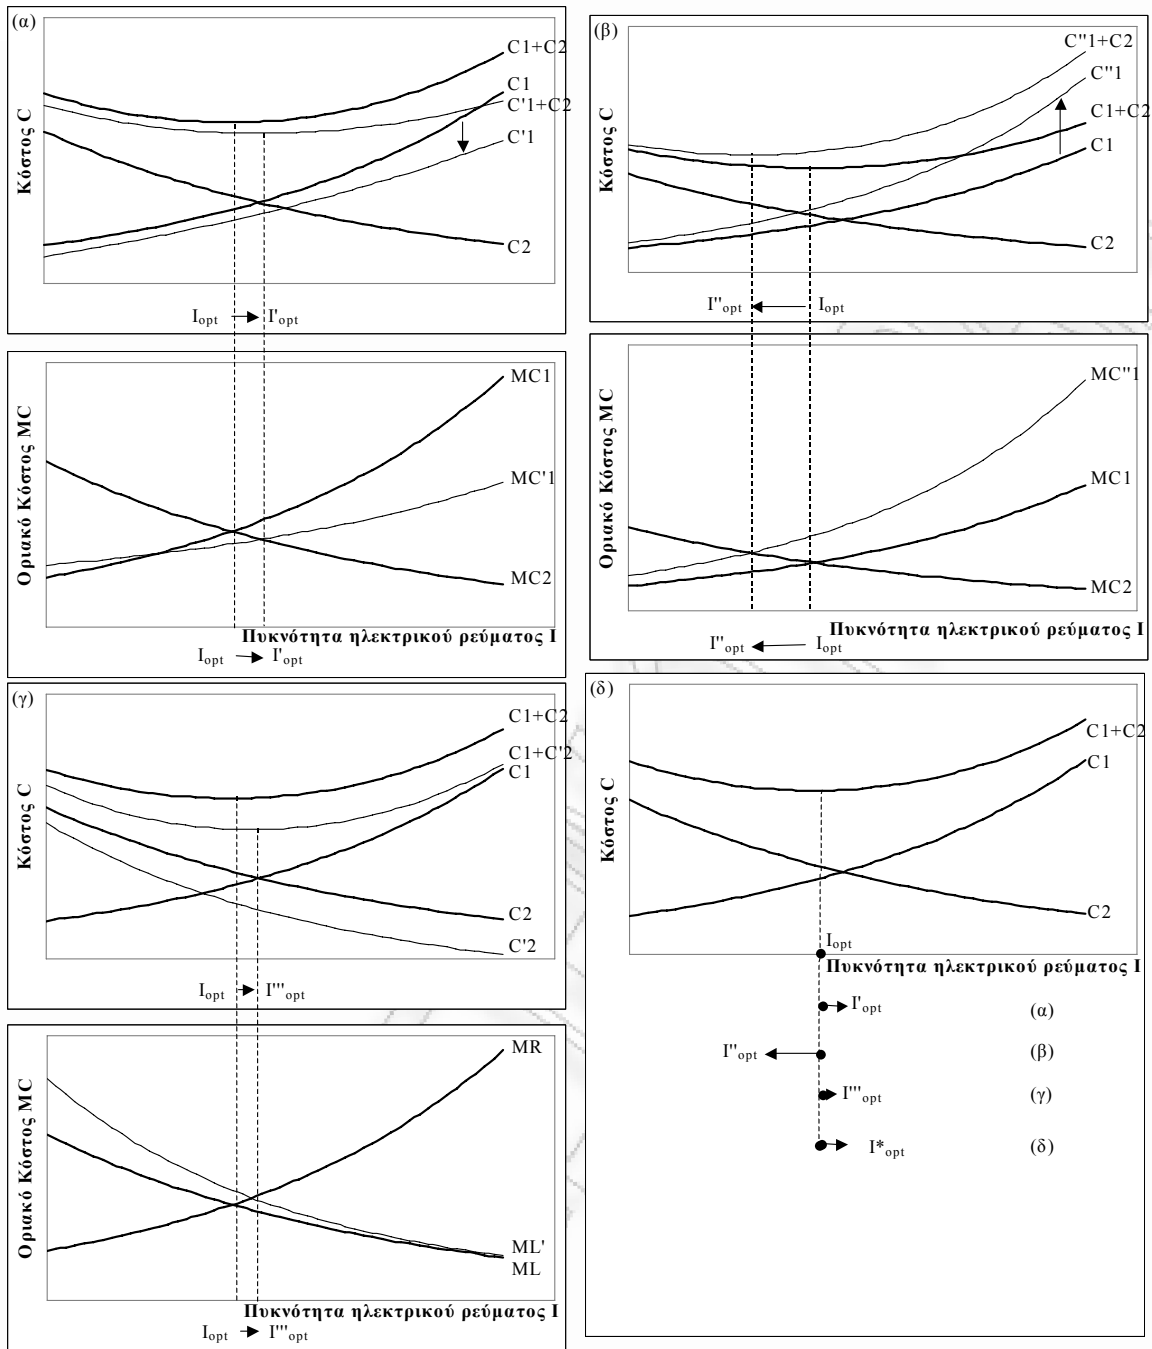 (α)
C1+C2
C1
C'1+C2
C'1
C2
Κόστος C
Iopt
I'opt
MC1
MC'1
MC2
Οριακό Κόστος MC
Πυκνότητα ηλεκτρικού ρεύματος I
Iopt
I'opt
(β)
C''1+C2
C''1
C1+C2
C1
C2
Κόστος C
I''opt
Iopt
MC''1
MC1
MC2
Οριακό Κόστος MC
Πυκνότητα ηλεκτρικού ρεύματος I
I''opt
Iopt
(γ)
C1+C2
C1+C'2
C1
C2
C'2
Κόστος C
Iopt
I'''opt
MR
ML'
ML
Οριακό Κόστος MC
Πυκνότητα ηλεκτρικού ρεύματος I
Iopt
I'''opt
(δ)
C1+C2
C1
C2
Κόστος C
Iopt
Πυκνότητα ηλεκτρικού ρεύματος I
I'opt (α)
I''opt (β)
I'''opt (γ)
I*opt (δ)